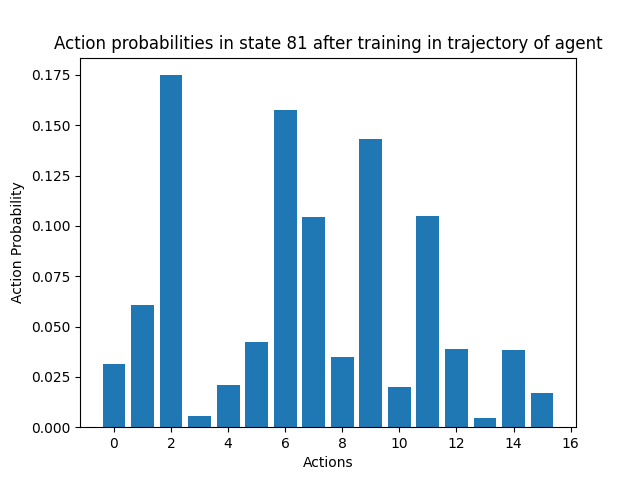 Action probabilities in state 81 after training in trajectory of agent
0.175
0.150
0.125
0.100
0.075
0.050
0.025
0.000
Action Probability
0 2 4 6 8 10 12 14 16
Actions